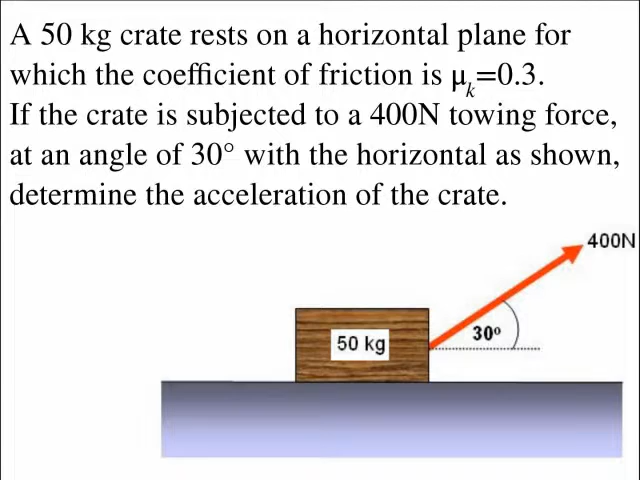 A 50 kg crate rests on a horizontal plane for
which the coefficient of friction is μₖ=0.3.
If the crate is subjected to a 400N towing force,
at an angle of 30° with the horizontal as shown,
determine the acceleration of the crate.
400N
30°
50 kg